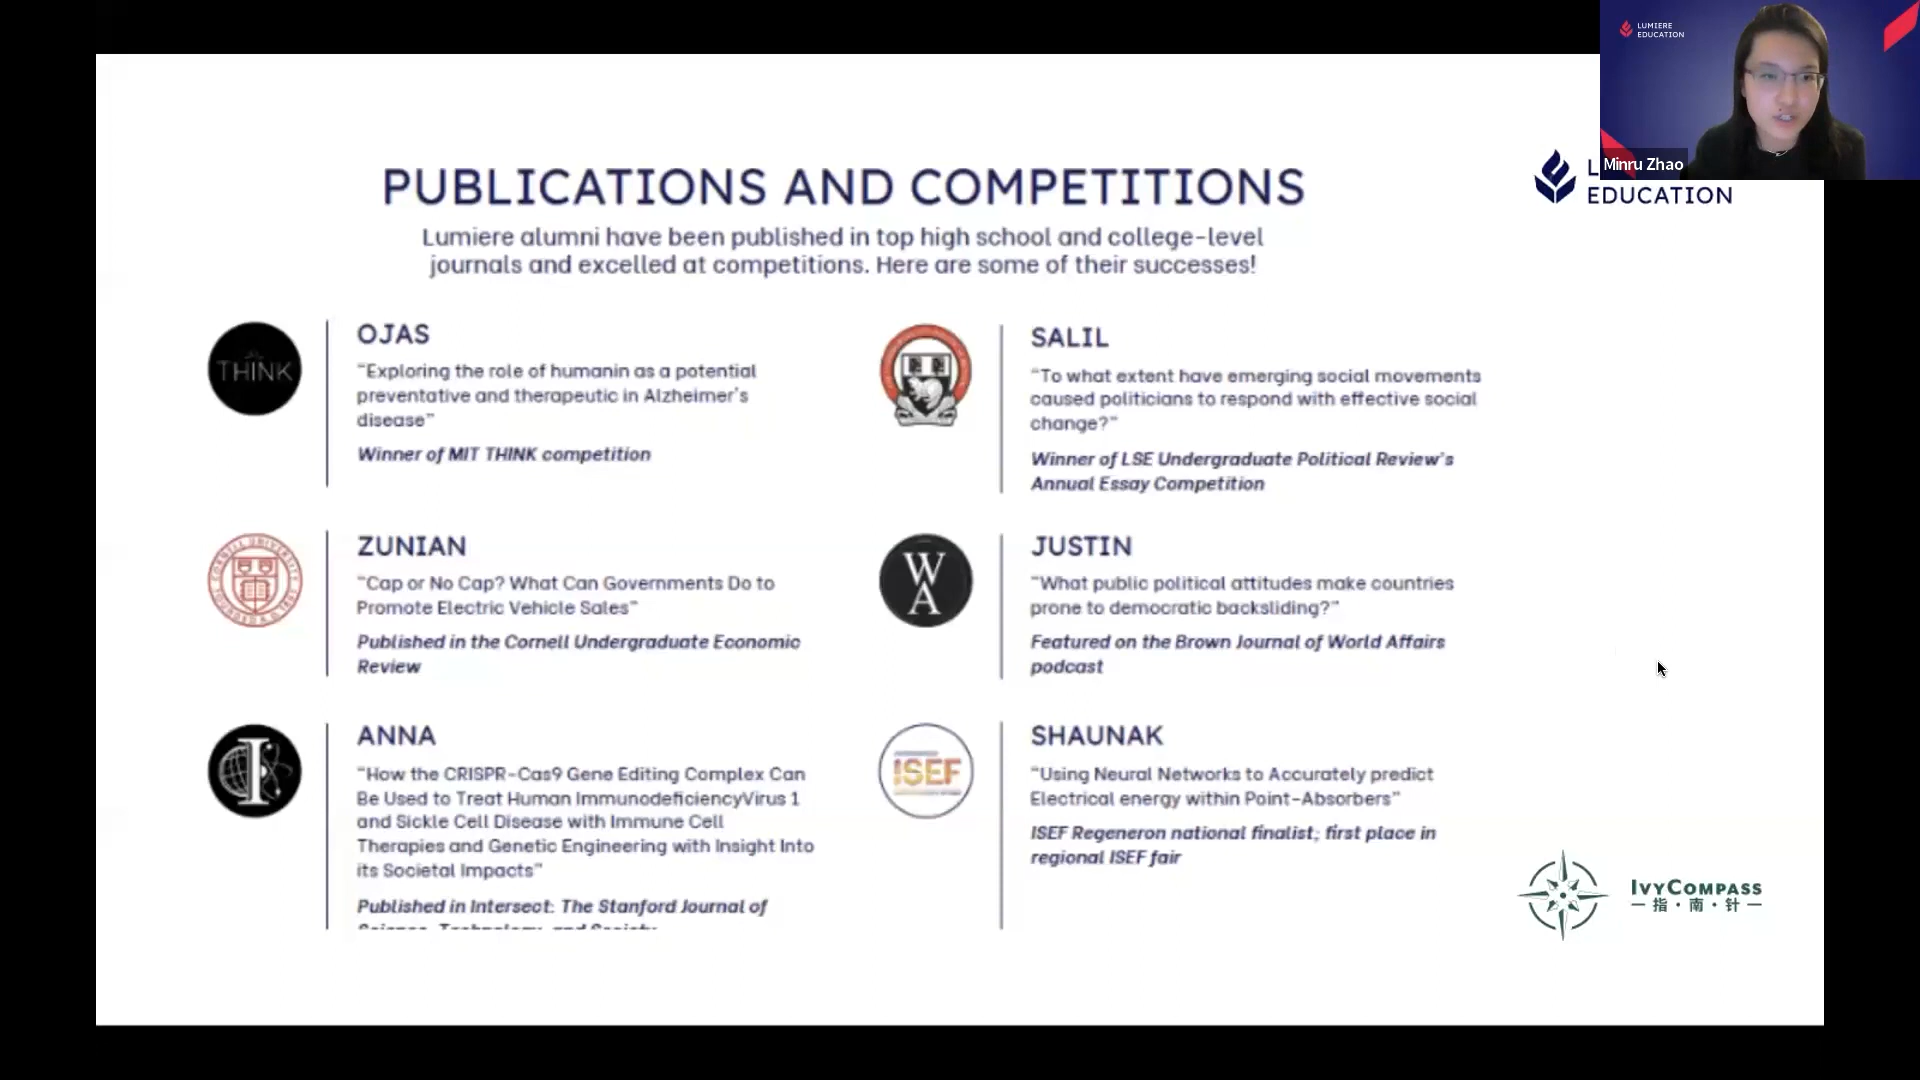 LUMIERE
EDUCATION
Minru Zhao
L
EDUCATION
PUBLICATIONS AND COMPETITIONS
Lumiere alumni have been published in top high school and college-level
journals and excelled at competitions. Here are some of their successes!
THINK
OJAS
"Exploring the role of humanin as a potential
preventative and therapeutic in Alzheimer's
disease"
Winner of MIT THINK competition
SALIL
"To what extent have emerging social movements
caused politicians to respond with effective social
change?"
Winner of LSE Undergraduate Political Review's
Annual Essay Competition
CORNELL UNIVERSITY
FOUNDED A.D. 1865
ZUNIAN
"Cap or No Cap? What Can Governments Do to
Promote Electric Vehicle Sales"
Published in the Cornell Undergraduate Economic
Review
W
A
JUSTIN
"What public political attitudes make countries
prone to democratic backsliding?"
Featured on the Brown Journal of World Affairs
podcast
I
ANNA
"How the CRISPR-Cas9 Gene Editing Complex Can
Be Used to Treat Human ImmunodeficiencyVirus 1
and Sickle Cell Disease with Immune Cell
Therapies and Genetic Engineering with Insight Into
its Societal Impacts"
Published in Intersect: The Stanford Journal of
Science, Technology, and Society
ISEF
SHAUNAK
"Using Neural Networks to Accurately predict
Electrical energy within Point-Absorbers"
ISEF Regeneron national finalist; first place in
regional ISEF fair
IVYCOMPASS
指·南·针